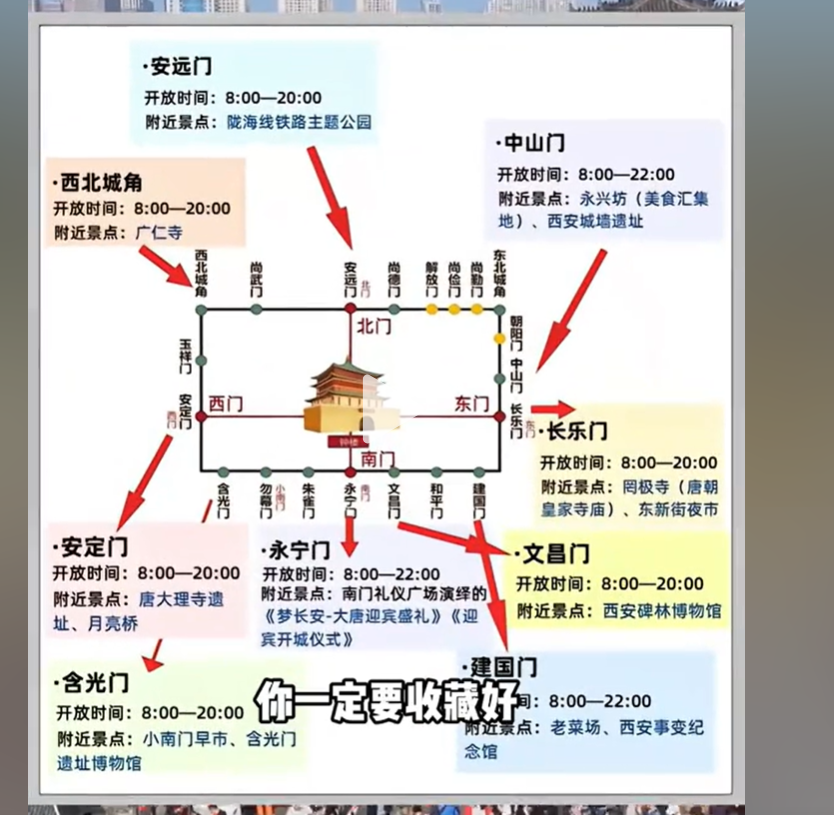 ·安远门
开放时间：8:00—20:00
附近景点：陇海线铁路主题公园
·中山门
开放时间：8:00—22:00
附近景点：永兴坊（美食汇集
地）、西安城墙遗址
·西北城角
开放时间：8:00—20:00
附近景点：广仁寺
西北城角
尚武门
安远门
北门
尚德门
解放门
尚俭门
尚勤门
东北城角
北门
朝阳门
玉祥门
中山门
安定门
西门
西门
东门
长乐门
东门
钟楼
南门
含光门
勿幕门
小南门
朱雀门
永宁门
南门
文昌门
和平门
建国门
·长乐门
开放时间：8:00—20:00
附近景点：罔极寺（唐朝
皇家寺庙）、东新街夜市
·安定门
开放时间：8:00—20:00
附近景点：唐大理寺遗
址、月亮桥
·永宁门
开放时间：8:00—22:00
附近景点：南门礼仪广场演绎的
《梦长安-大唐迎宾盛礼》《迎
宾开城仪式》
·文昌门
开放时间：8:00—20:00
附近景点：西安碑林博物馆
·含光门
开放时间：8:00—20:00
附近景点：小南门早市、含光门
遗址博物馆
你一定要收藏好
·建国门
间：8:00—22:00
附近景点：老菜场、西安事变纪
念馆